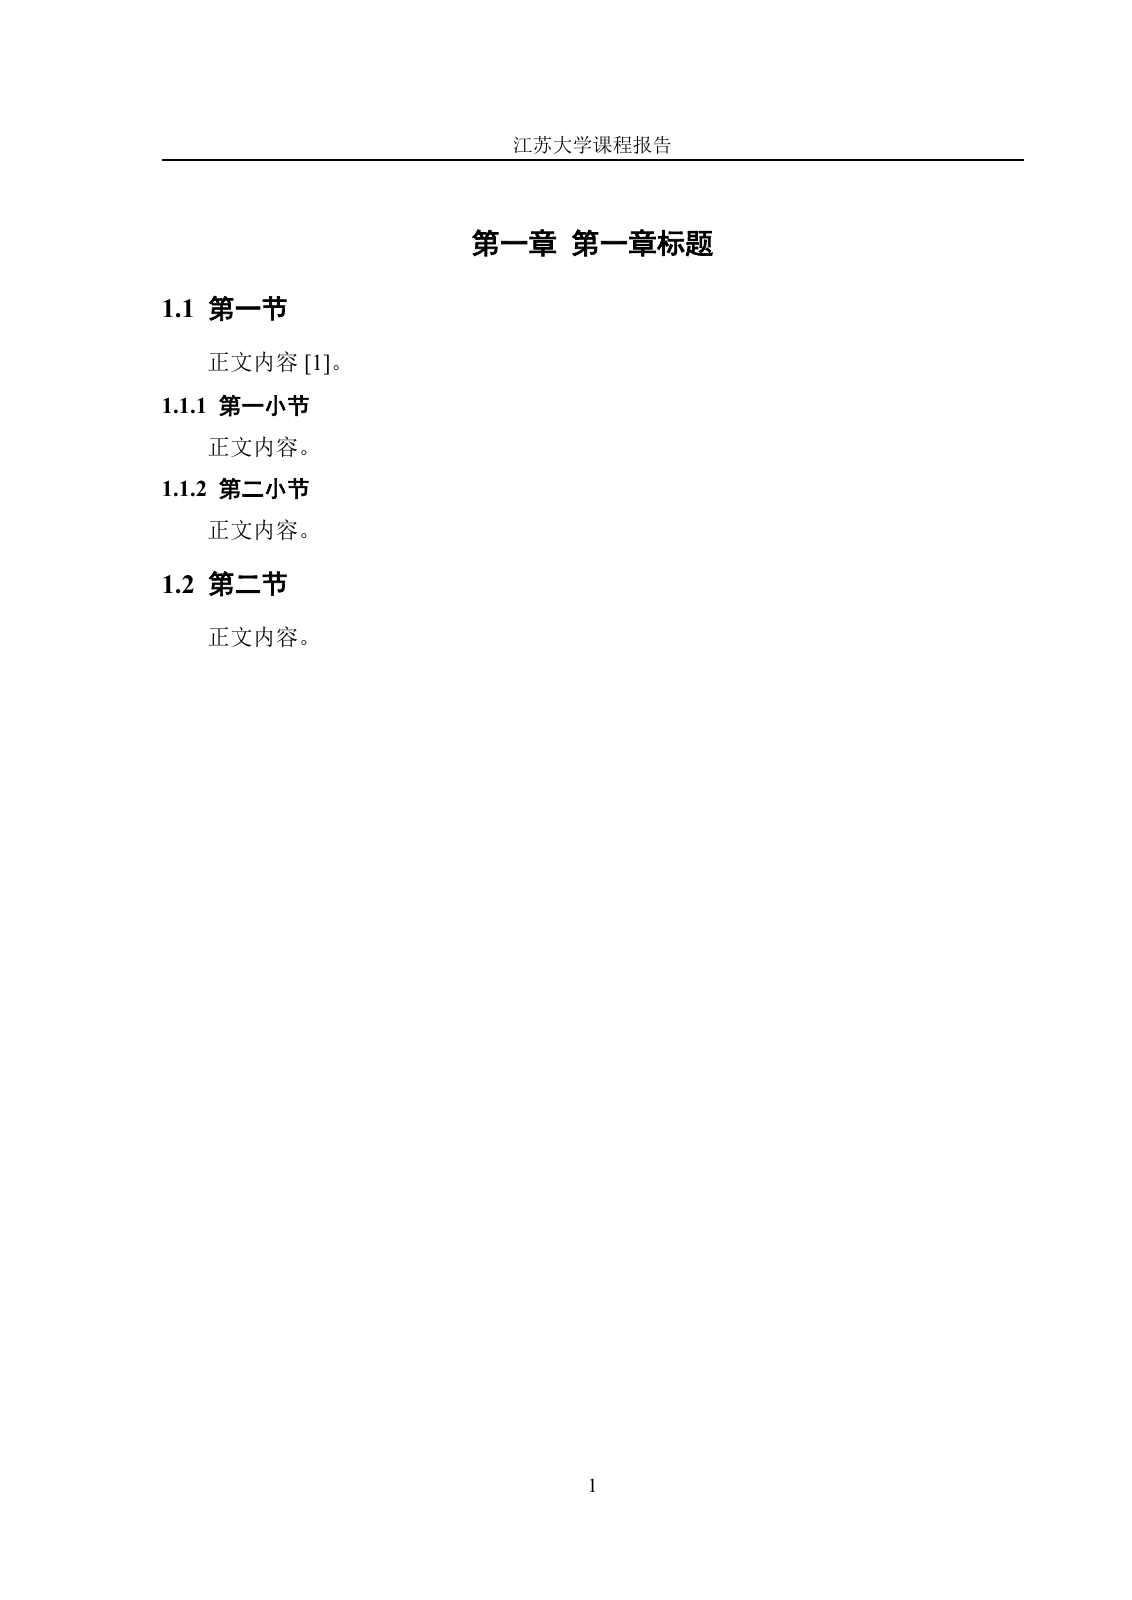 江苏大学课程报告
第一章 第一章标题
1.1 第一节
正文内容 [1]。
1.1.1 第一小节
正文内容。
1.1.2 第二小节
正文内容。
1.2 第二节
正文内容。
1